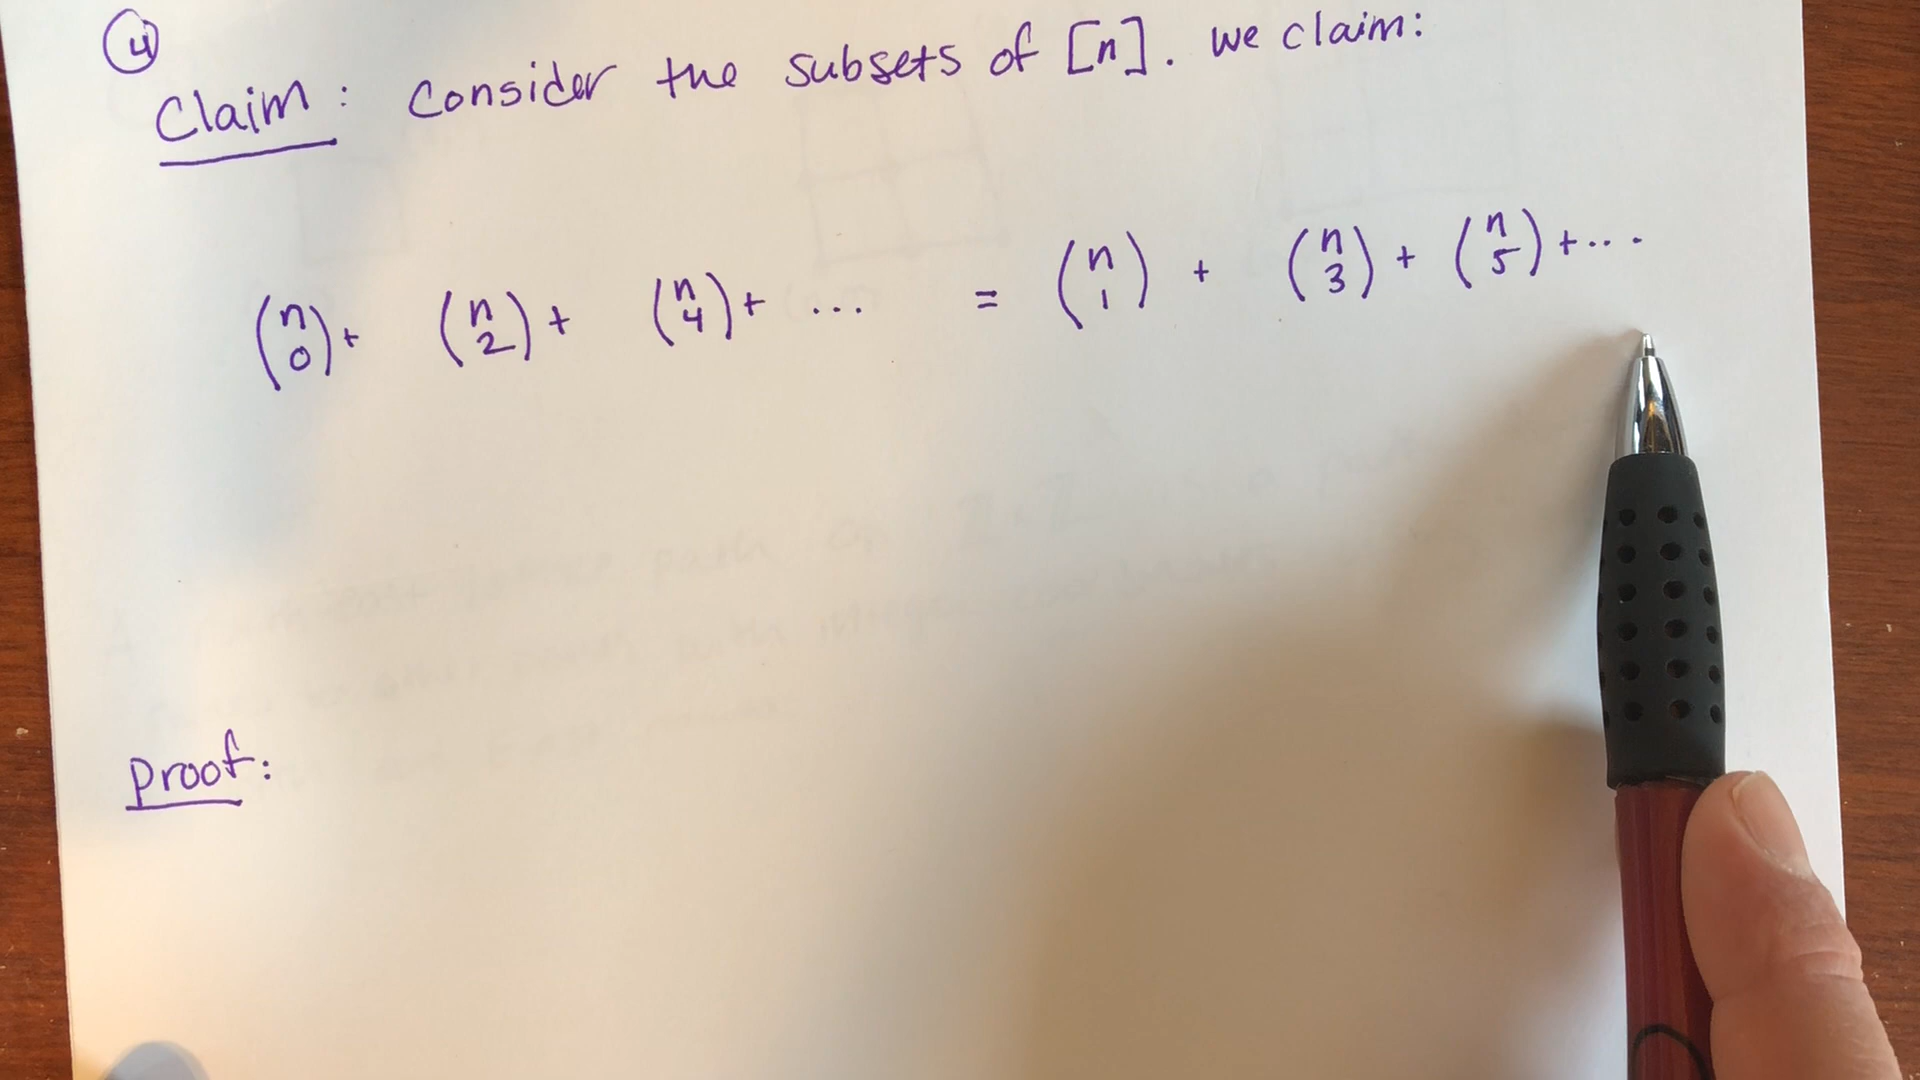 ④
Claim: Consider the subsets of [n]. We claim:
(n 0) + (n 2) + (n 4) + ... = (n 1) + (n 3) + (n 5) + ...
Proof: